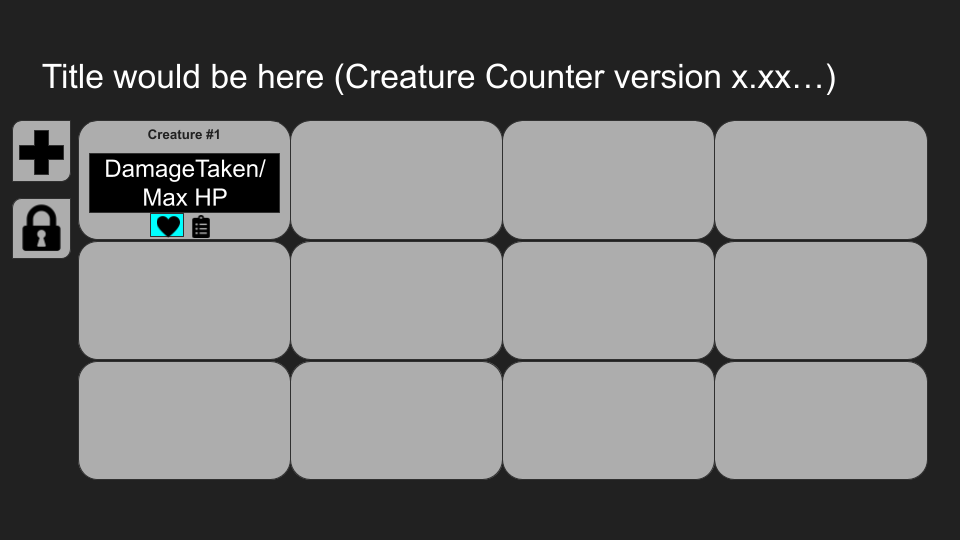 Title would be here (Creature Counter version x.xx…)
Creature #1
DamageTaken/
Max HP